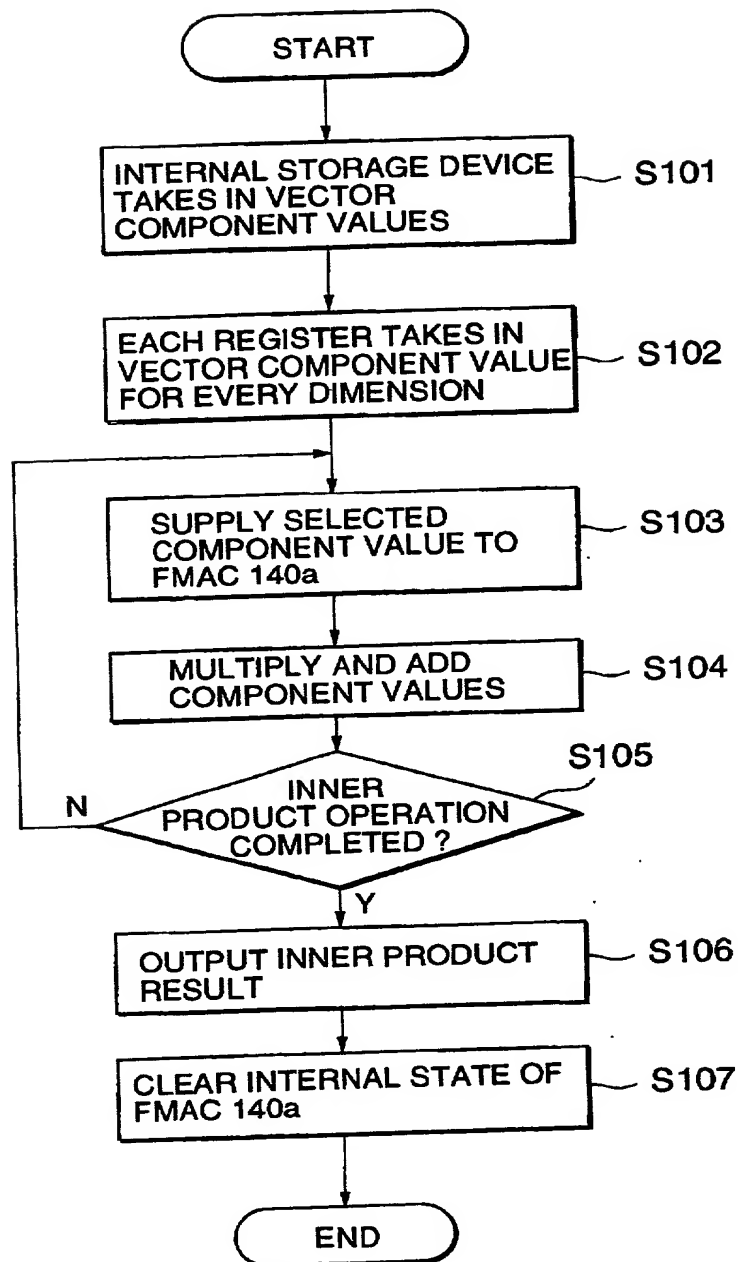 START
INTERNAL STORAGE DEVICE
TAKES IN VECTOR
COMPONENT VALUES
S101
EACH REGISTER TAKES IN
VECTOR COMPONENT VALUE
FOR EVERY DIMENSION
S102
SUPPLY SELECTED
COMPONENT VALUE TO
FMAC 140a
S103
MULTIPLY AND ADD
COMPONENT VALUES
S104
INNER
PRODUCT OPERATION
COMPLETED ?
S105
N
Y
OUTPUT INNER PRODUCT
RESULT
S106
CLEAR INTERNAL STATE OF
FMAC 140a
S107
END